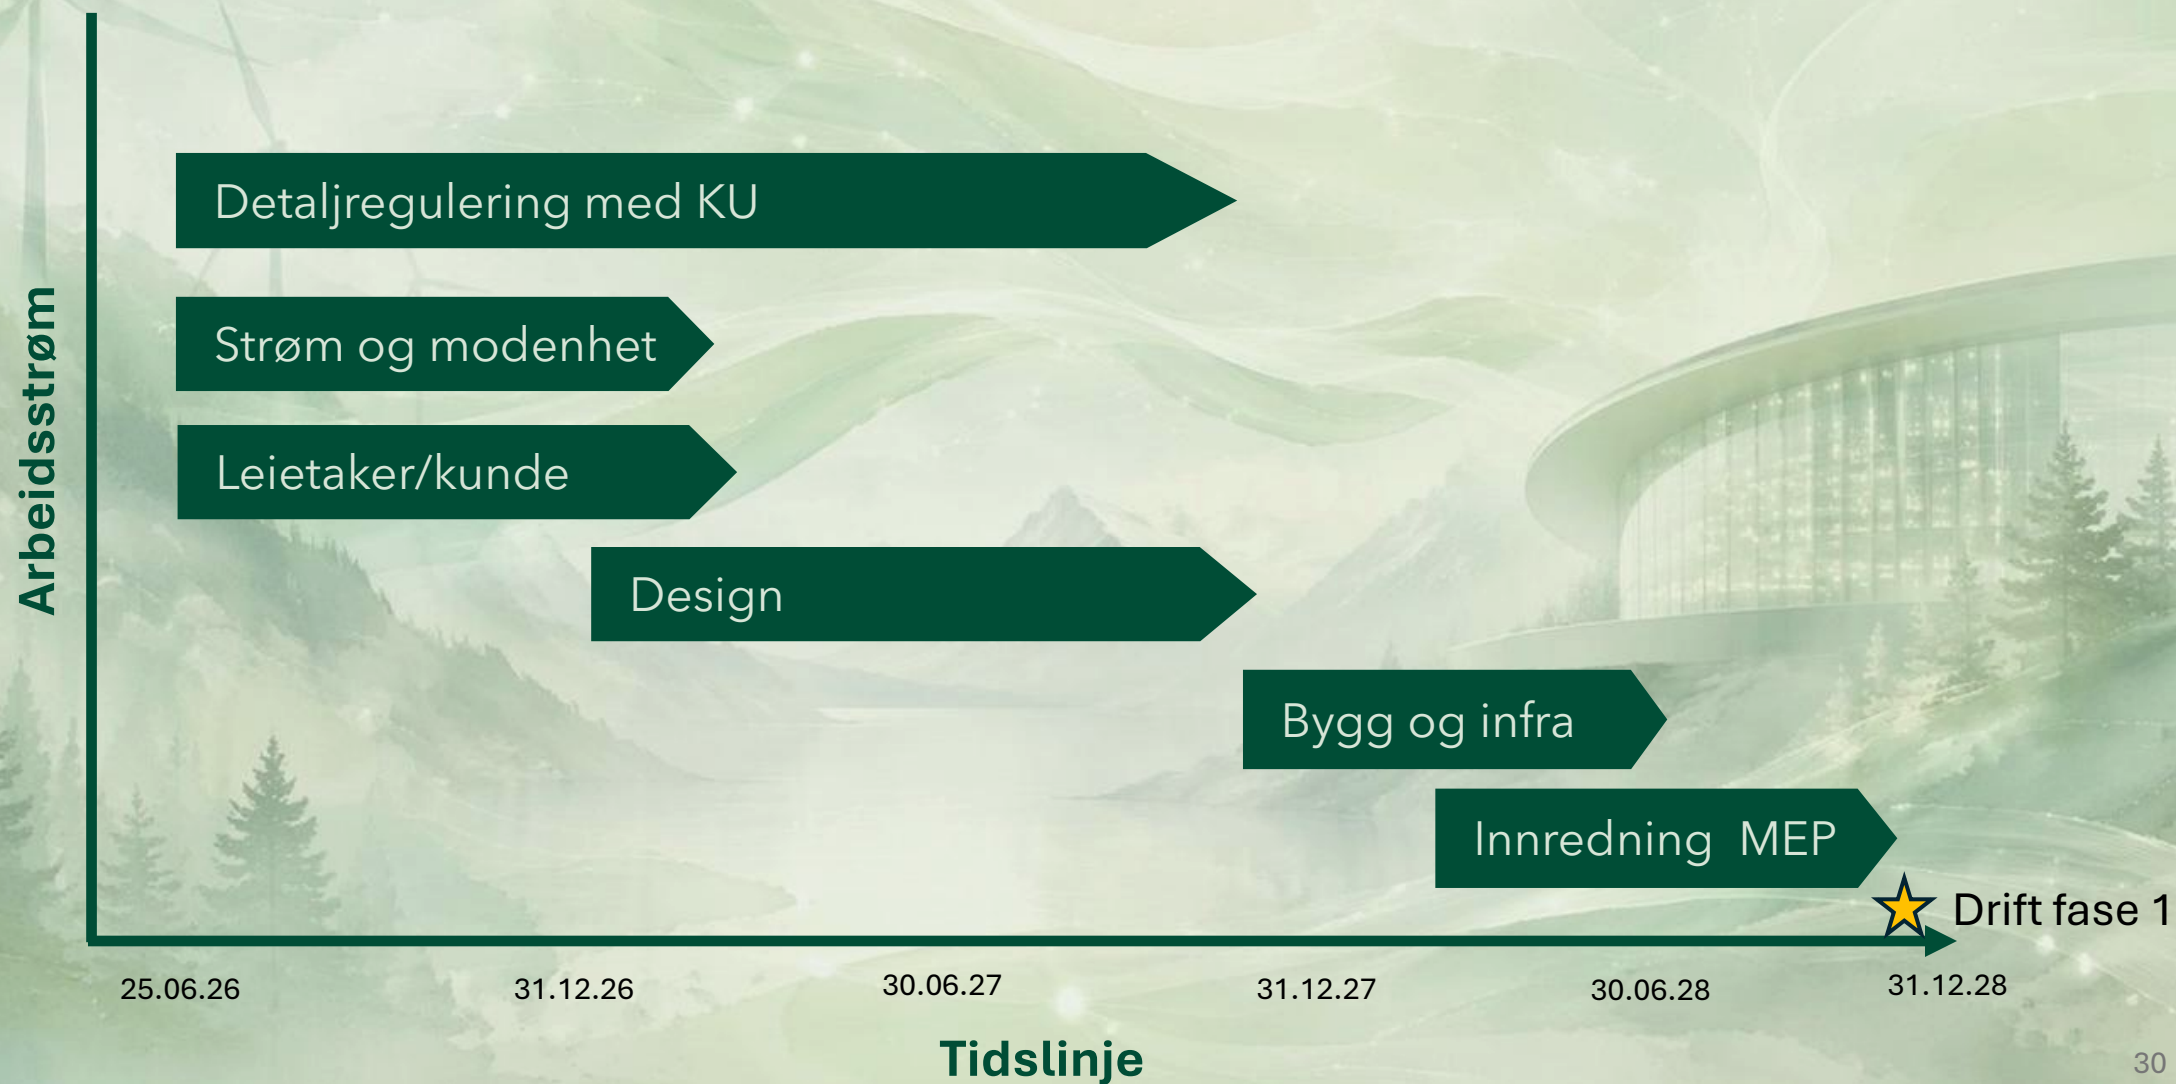 Arbeidsstrøm
Detaljregulering med KU
Strøm og modenhet
Leietaker/kunde
Design
Bygg og infra
Innredning  MEP
Drift fase 1
25.06.26
31.12.26
30.06.27
31.12.27
30.06.28
31.12.28
Tidslinje
30